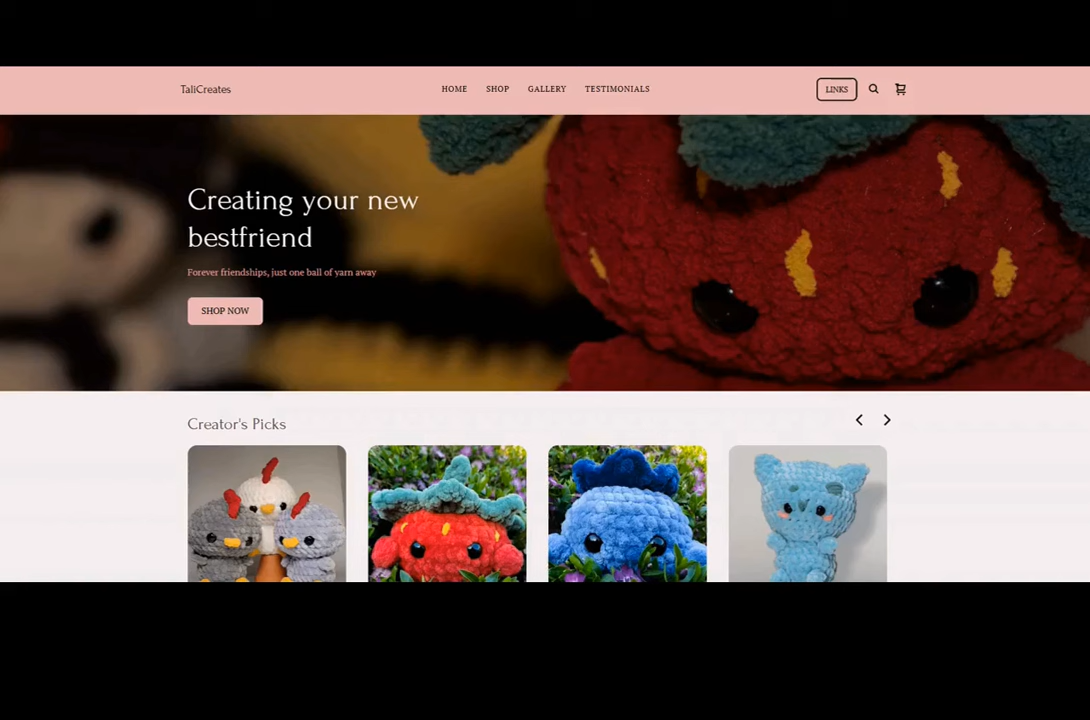 TaliCreates
HOME SHOP GALLERY TESTIMONIALS
LINKS
Creating your new
bestfriend
Forever friendships, just one ball of yarn away
SHOP NOW
Creator's Picks